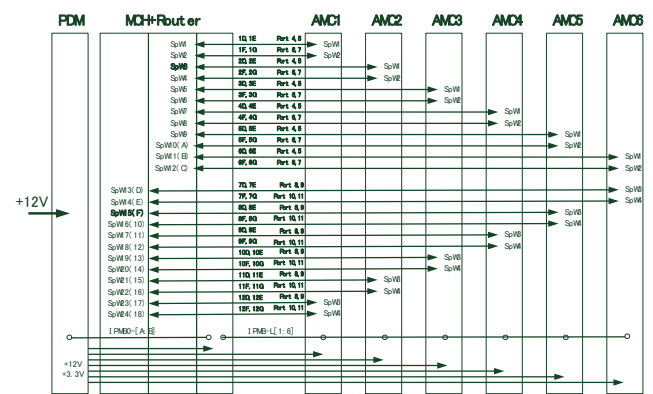 PDM MCH+Router AMC1 AMC2 AMC3 AMC4 AMC5 AMC6
SpW1 1D, 1E Port 4,5 SpW1
SpW2 1F, 1G Port 6,7 SpW2
SpW3 2D, 2E Port 4,5 SpW1
SpW4 2F, 2G Port 6,7 SpW2
SpW5 3D, 3E Port 4,5 SpW1
SpW6 3F, 3G Port 6,7 SpW2
SpW7 4D, 4E Port 4,5 SpW1
SpW8 4F, 4G Port 6,7 SpW2
SpW9 5D, 5E Port 4,5 SpW1
SpW10(A) 5F, 5G Port 6,7 SpW2
SpW11(B) 6D, 6E Port 4,5 SpW1
SpW12(C) 6F, 6G Port 6,7 SpW2
SpW13(D) 7D, 7E Port 8,9 SpW3
SpW14(E) 7F, 7G Port 10,11 SpW4
+12V
SpW15(F) 8D, 8E Port 8,9 SpW3
SpW16(10) 8F, 8G Port 10,11 SpW4
SpW17(11) 9D, 9E Port 8,9 SpW3
SpW18(12) 9F, 9G Port 10,11 SpW4
SpW19(13) 10D, 10E Port 8,9 SpW3
SpW20(14) 10F, 10G Port 10,11 SpW4
SpW21(15) 11D, 11E Port 8,9 SpW3
SpW22(16) 11F, 11G Port 10,11 SpW4
SpW23(17) 12D, 12E Port 8,9 SpW3
SpW24(18) 12F, 12G Port 10,11 SpW4
IPMB0-[A:B] IPMB-L[1:6]
+12V
+3.3V